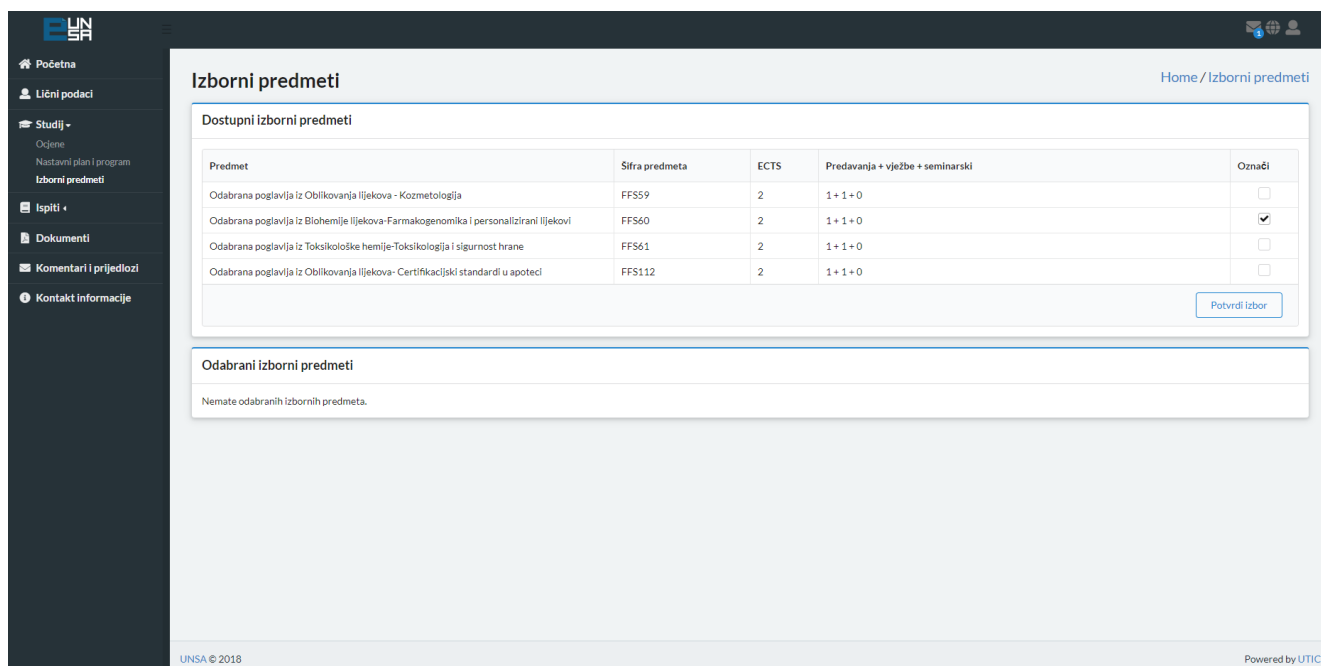 eUNSA
1
Početna
Lični podaci
Studij
Ocjene
Nastavni plan i program
Izborni predmeti
Ispiti
Dokumenti
Komentari i prijedlozi
Kontakt informacije
Izborni predmeti
Home / Izborni predmeti
Dostupni izborni predmeti
Predmet Šifra predmeta ECTS Predavanja + vježbe + seminarski Označi
Odabrana poglavlja iz Oblikovanja lijekova - Kozmetologija FFS59 2 1 + 1 + 0
Odabrana poglavlja iz Biohemije lijekova-Farmakogenomika i personalizirani lijekovi FFS60 2 1 + 1 + 0
Odabrana poglavlja iz Toksikološke hemije-Toksikologija i sigurnost hrane FFS61 2 1 + 1 + 0
Odabrana poglavlja iz Oblikovanja lijekova- Certifikacijski standardi u apoteci FFS112 2 1 + 1 + 0
Potvrdi izbor
Odabrani izborni predmeti
Nemate odabranih izbornih predmeta.
UNSA © 2018
Powered by UTIC